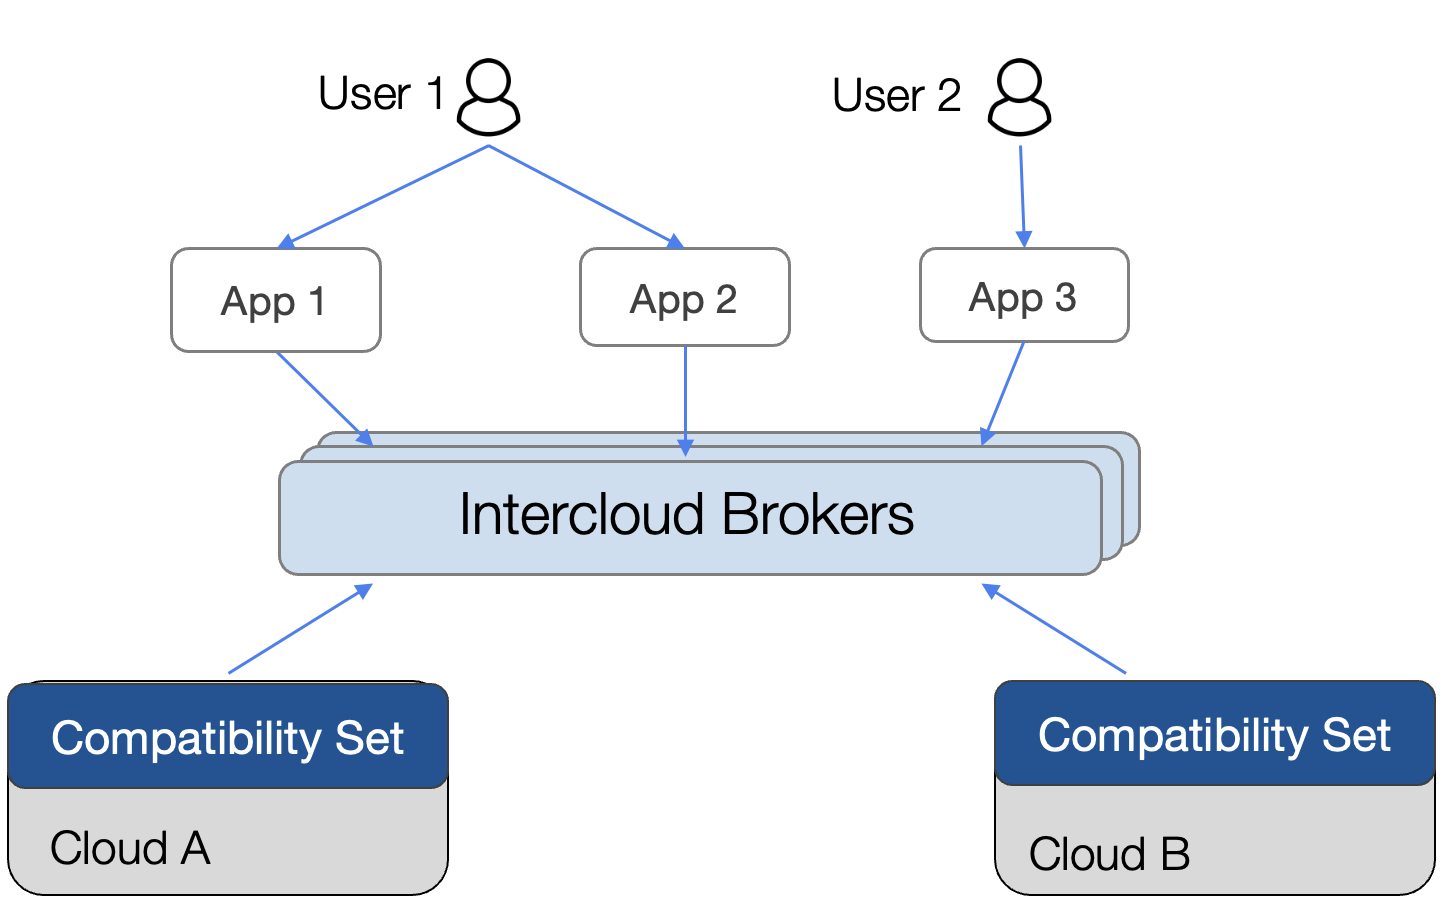 User 1
User 2
App 1
App 2
App 3
Intercloud Brokers
Compatibility Set
Compatibility Set
Cloud A
Cloud B